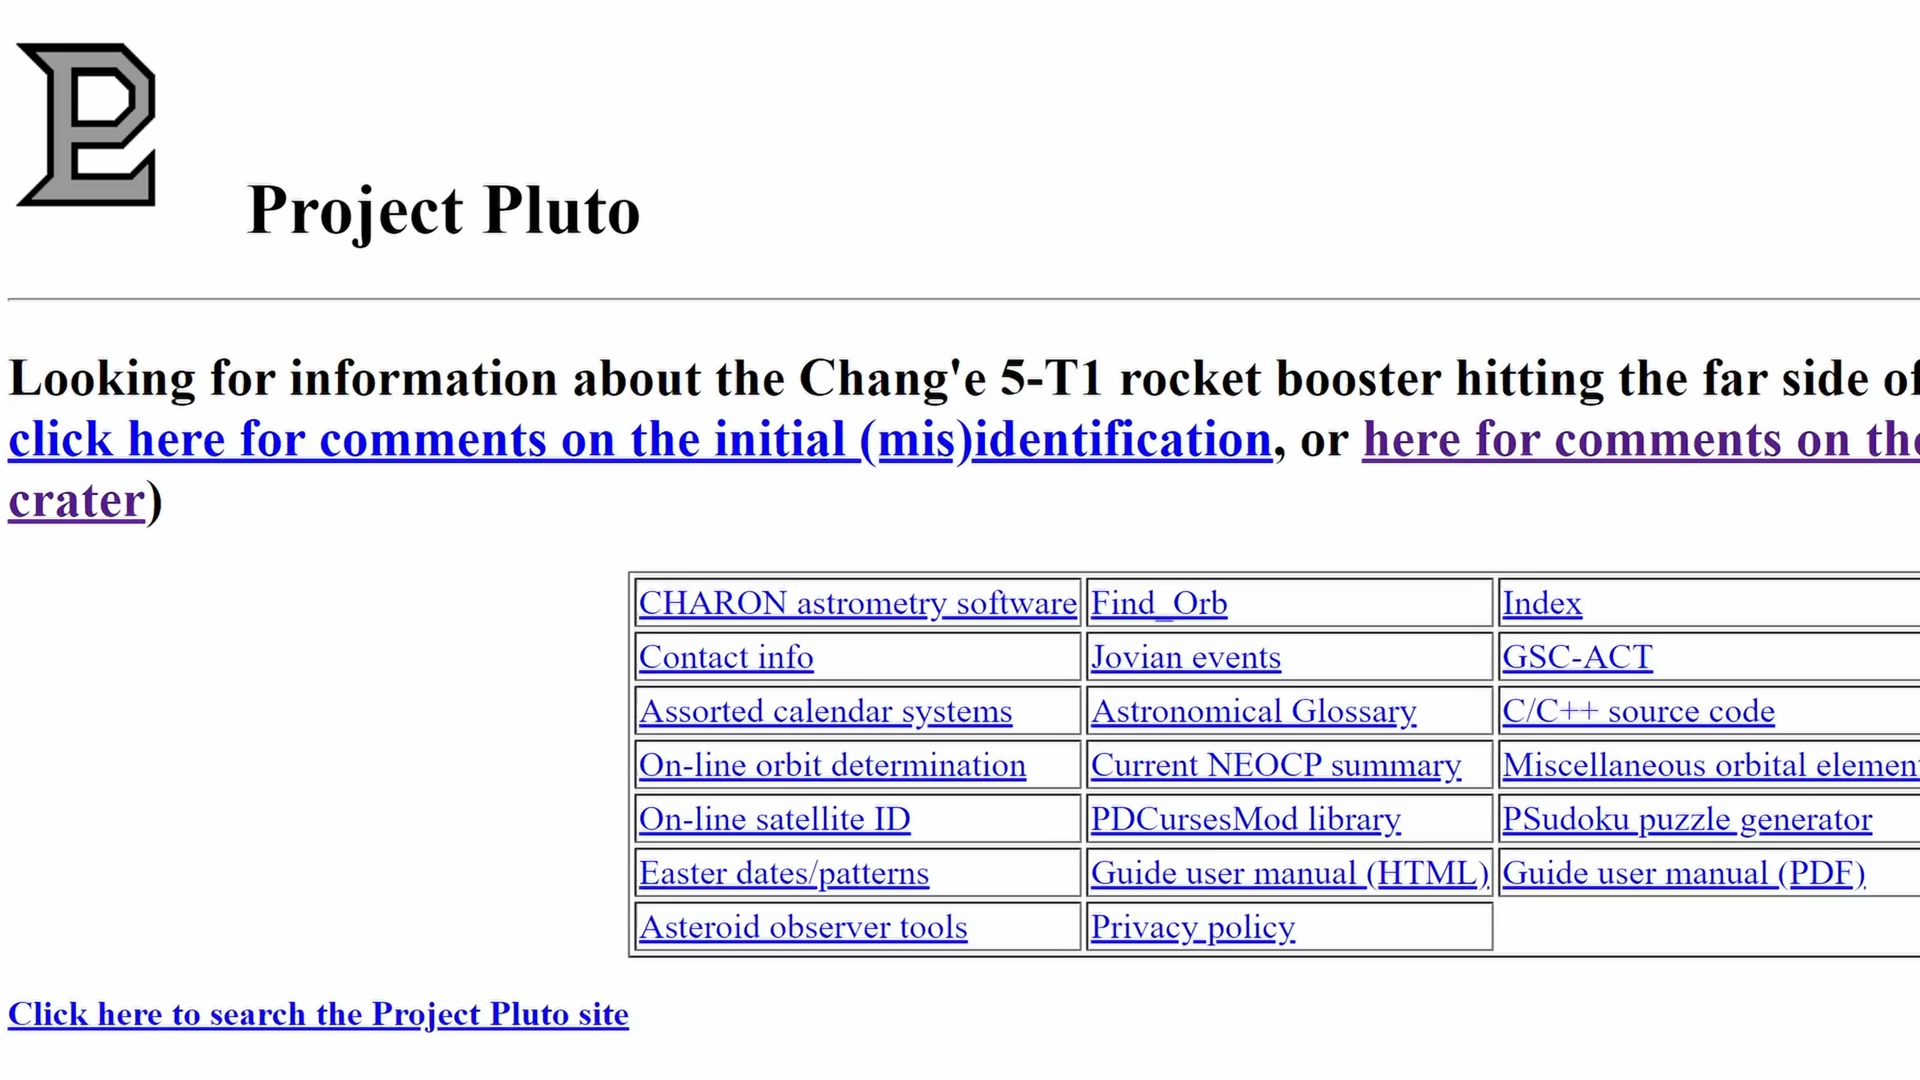 Project Pluto
Looking for information about the Chang'e 5-T1 rocket booster hitting the far side of
click here for comments on the initial (mis)identification, or here for comments on the
crater)
CHARON astrometry software Find_Orb Index
Contact info Jovian events GSC-ACT
Assorted calendar systems Astronomical Glossary C/C++ source code
On-line orbit determination Current NEOCP summary Miscellaneous orbital elemen
On-line satellite ID PDCursesMod library PSudoku puzzle generator
Easter dates/patterns Guide user manual (HTML) Guide user manual (PDF)
Asteroid observer tools Privacy policy
Click here to search the Project Pluto site